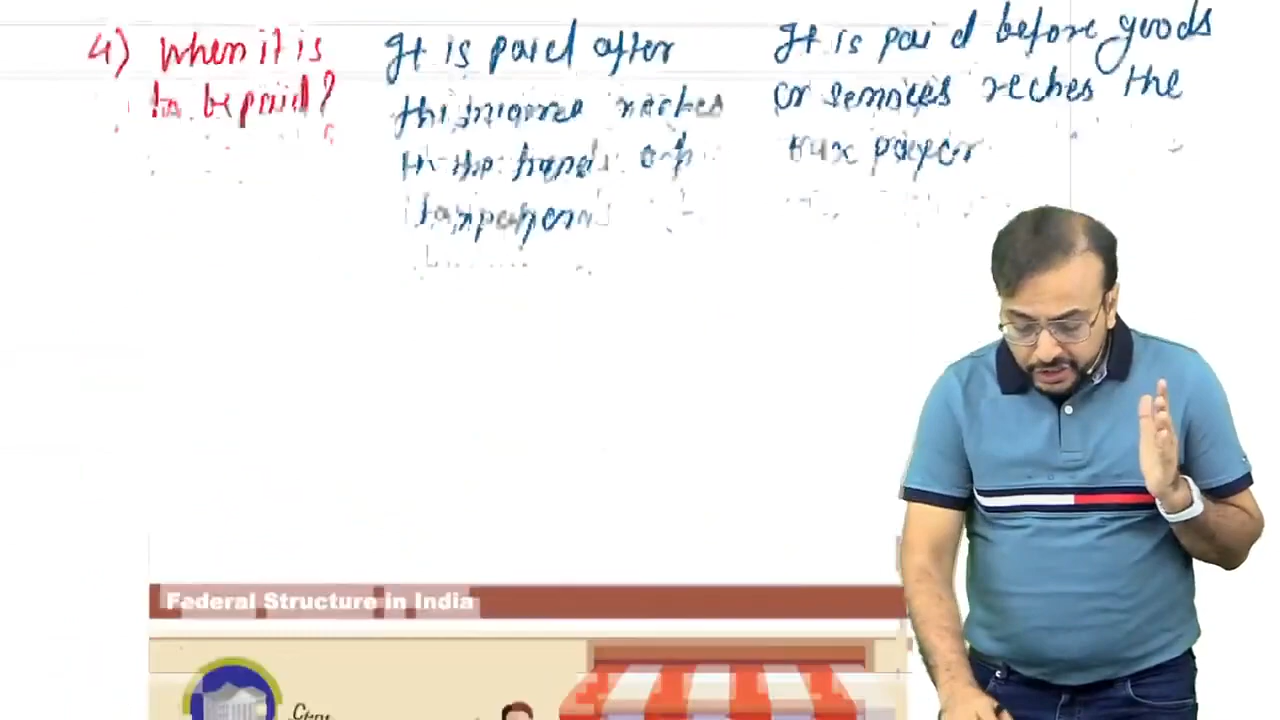 4) When it is
to be paid?
It is paid after
the income reches
in the hands of
taxpayers
It is paid before goods
or services reches the
tax payer
Federal Structure in India